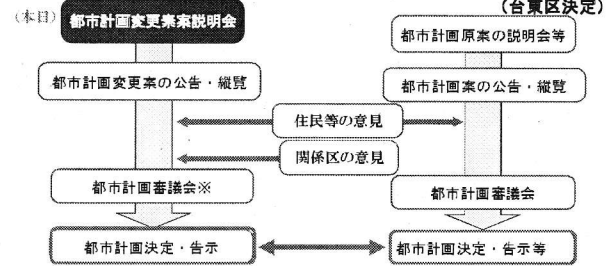 (台東区決定)
(本日)
都市計画変更素案説明会
都市計画原案の説明会等
都市計画変更案の公告・縦覧
都市計画案の公告・縦覧
住民等の意見
関係区の意見
都市計画審議会※
都市計画審議会
都市計画決定・告示
都市計画決定・告示等